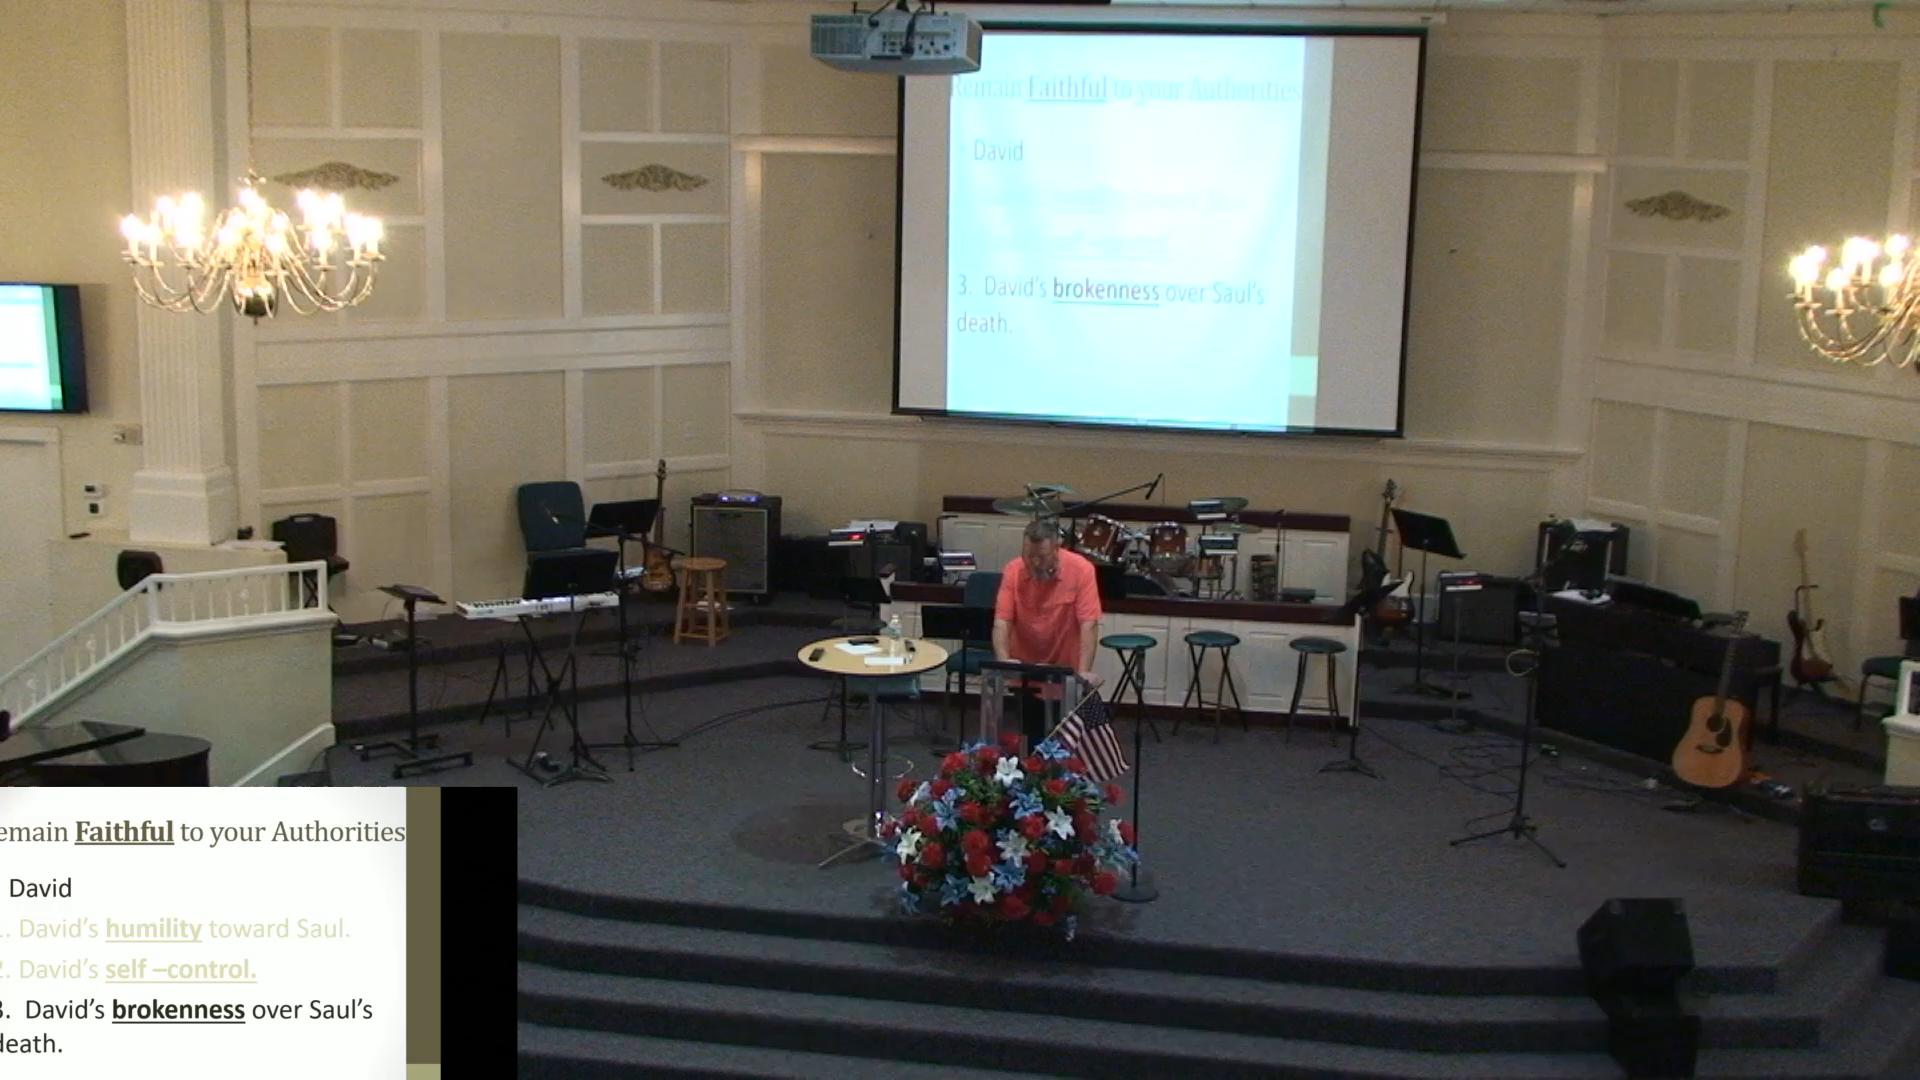 Remain Faithful to your Authorities
David
3. David's brokenness over Saul's
death.
emain Faithful to your Authorities
David
. David's humility toward Saul.
2. David's self –control.
3. David's brokenness over Saul's
death.